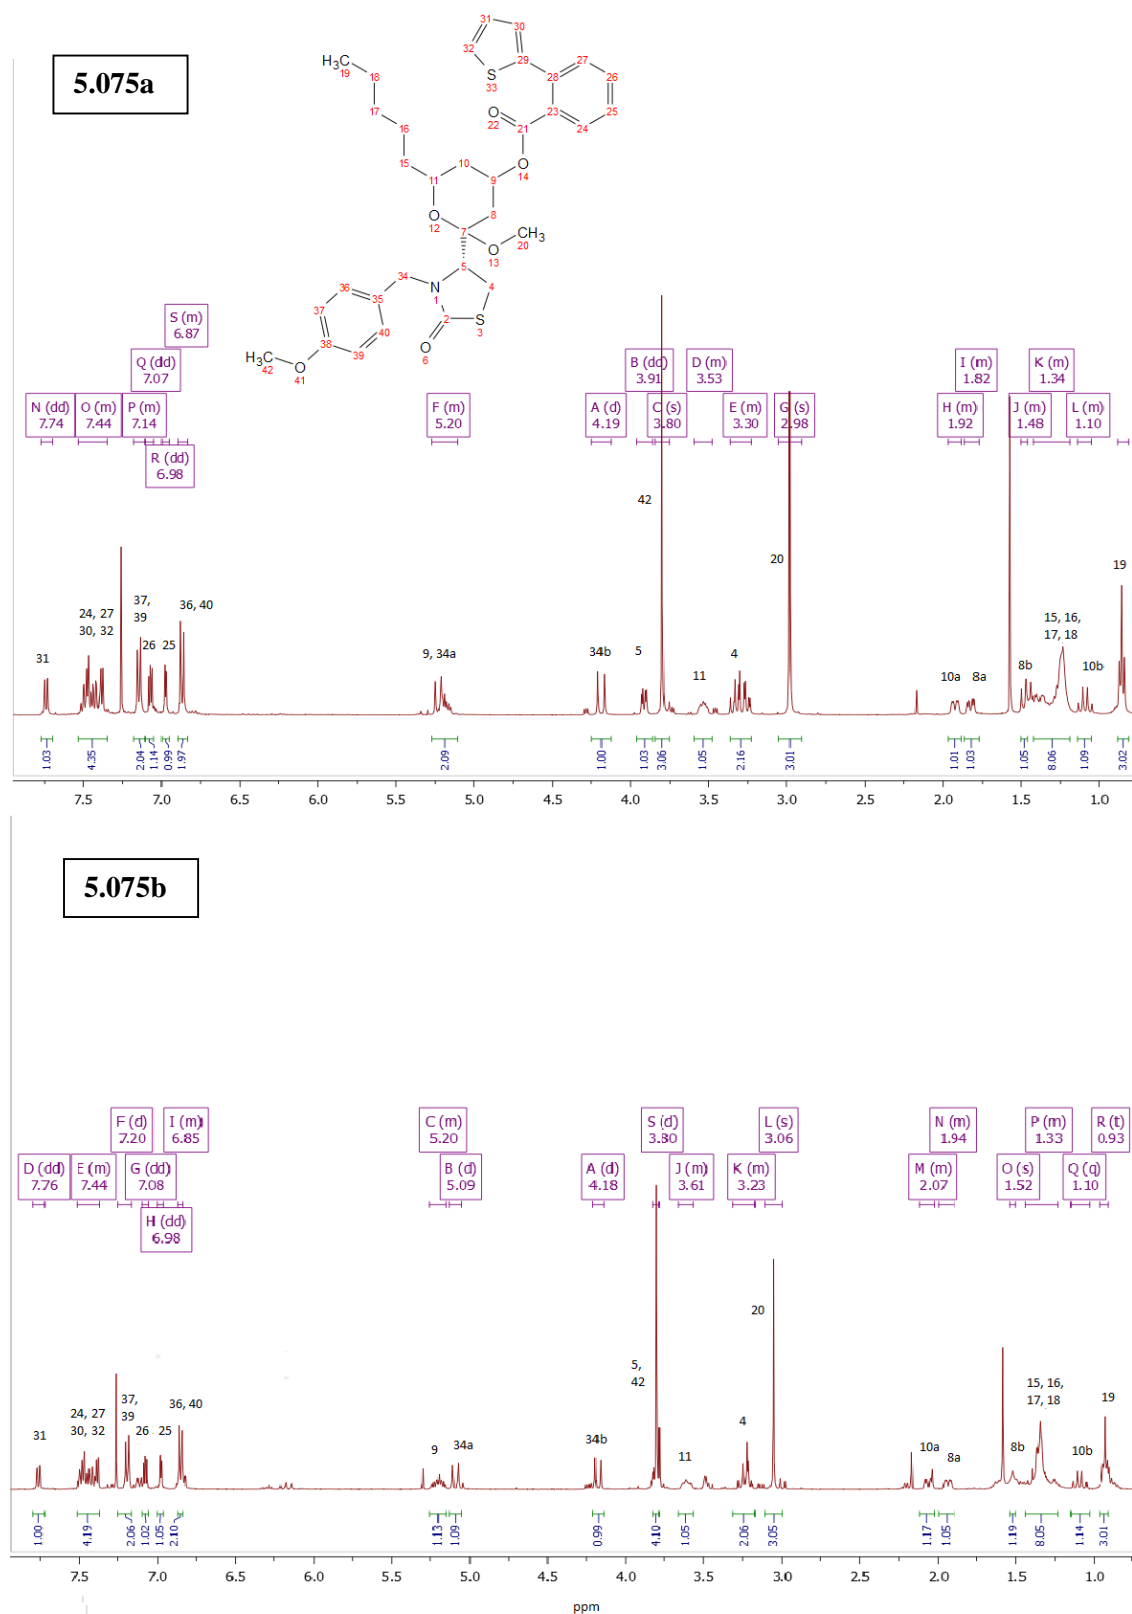 5.075a
H3C
19
18
17
16
15
10
11
9
8
O
12
7
5
O
13
CH3
20
31
30
32
29
S
33
28
27
26
25
24
23
O
22
21
O
14
34
N
1
4
2
S
3
O
6
36
35
37
40
38
39
H3C
42
O
41
S (m)
6.87
Q (dd)
7.07
B (dd)
3.91
D (m)
3.53
I (m)
1.82
K (m)
1.34
N (dd)
7.74
O (m)
7.44
P (m)
7.14
F (m)
5.20
A (d)
4.19
C (s)
3.80
E (m)
3.30
G (s)
2.98
H (m)
1.92
J (m)
1.48
L (m)
1.10
R (dd)
6.98
42
20
19
24, 27
30, 32
37,
39
36, 40
15, 16,
17, 18
31
26
25
9, 34a
34b
5
4
11
10a
8a
8b
10b
1.03
4.35
2.04
1.14
0.99
1.97
2.09
1.00
1.03
3.06
1.05
2.16
3.01
1.01
1.03
1.05
8.06
1.09
3.02
7.5 7.0 6.5 6.0 5.5 5.0 4.5 4.0 3.5 3.0 2.5 2.0 1.5 1.0
5.075b
F (d)
7.20
I (m)
6.85
C (m)
5.20
S (d)
3.80
L (s)
3.06
N (m)
1.94
P (m)
1.33
R (t)
0.93
D (dd)
7.76
E (m)
7.44
G (dd)
7.08
B (d)
5.09
A (d)
4.18
J (m)
3.61
K (m)
3.23
M (m)
2.07
O (s)
1.52
Q (q)
1.10
H (dd)
6.98
20
5,
42
15, 16,
17, 18
19
24, 27
30, 32
37,
39
36, 40
31
26
25
9
34a
34b
4
11
10a
8a
8b
10b
1.00
4.19
2.06
1.02
1.05
2.10
1.13
1.09
0.99
4.10
1.05
2.06
3.05
1.17
1.05
1.19
8.05
1.14
3.01
7.5 7.0 6.5 6.0 5.5 5.0 4.5 4.0 3.5 3.0 2.5 2.0 1.5 1.0
ppm